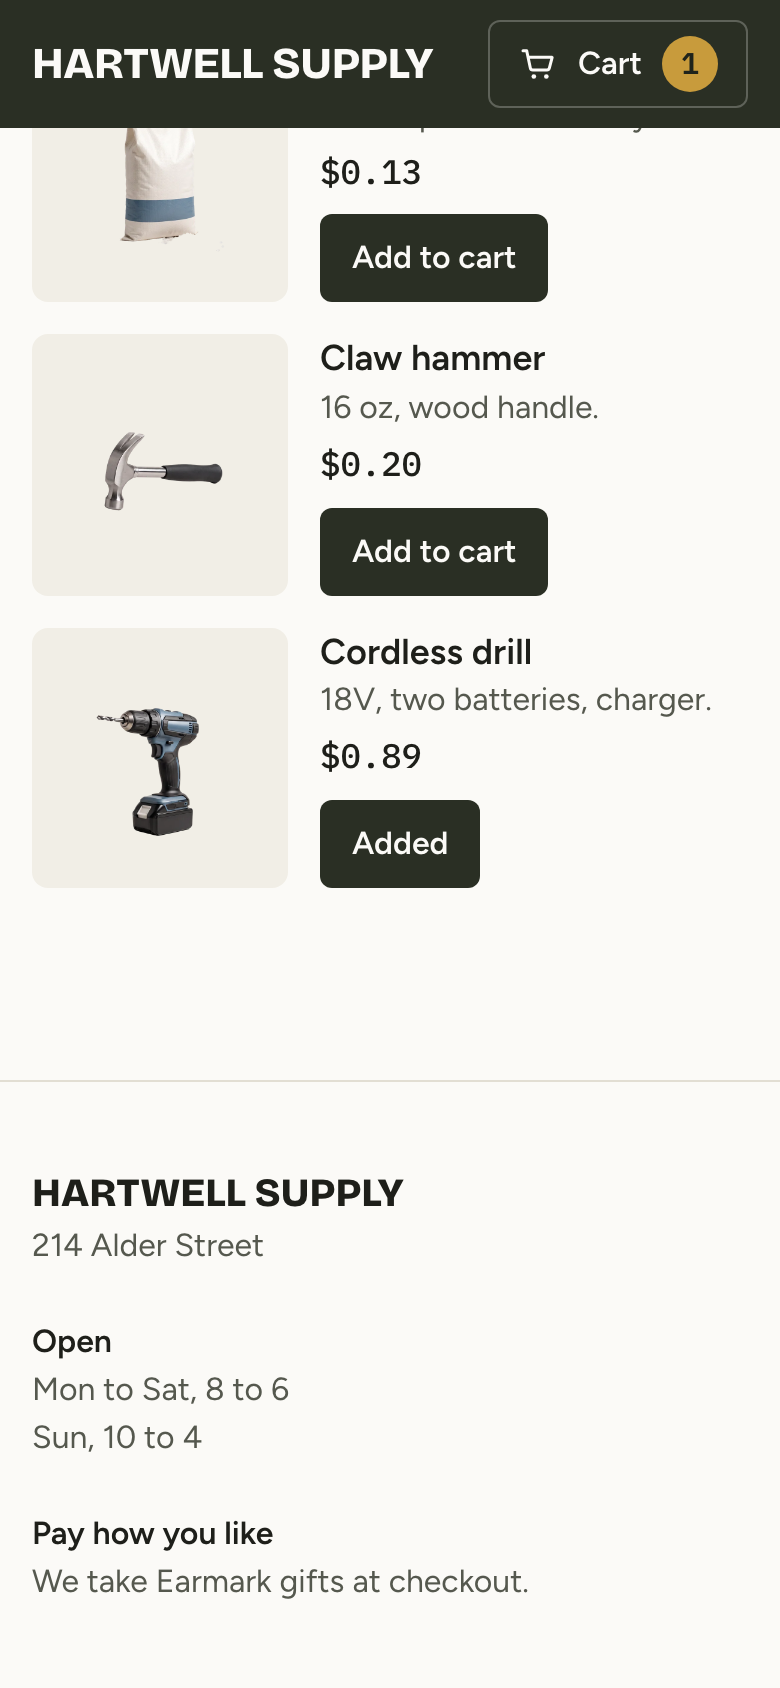 HARTWELL SUPPLY
Cart 1
$0.13
Add to cart
Claw hammer
16 oz, wood handle.
$0.20
Add to cart
Cordless drill
18V, two batteries, charger.
$0.89
Added
HARTWELL SUPPLY
214 Alder Street
Open
Mon to Sat, 8 to 6
Sun, 10 to 4
Pay how you like
We take Earmark gifts at checkout.